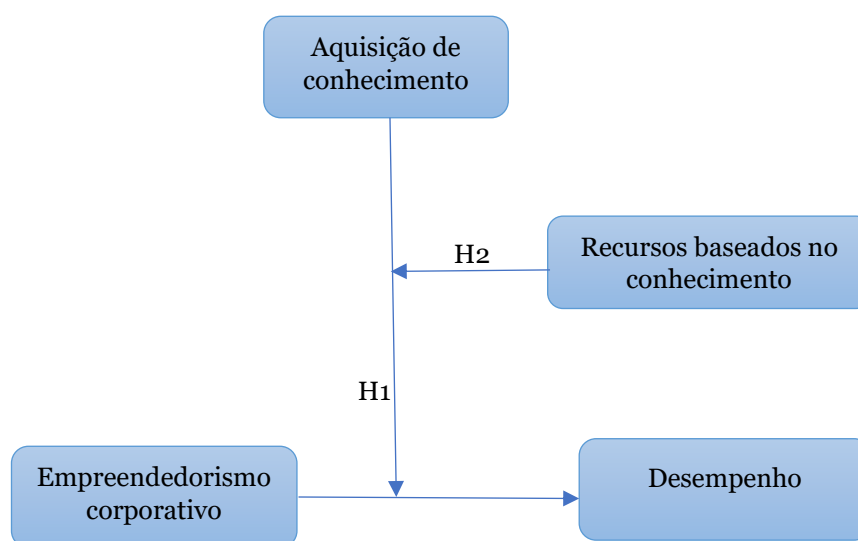 Aquisição de
conhecimento
Recursos baseados no
conhecimento
H2
H1
Empreendedorismo
corporativo
Desempenho